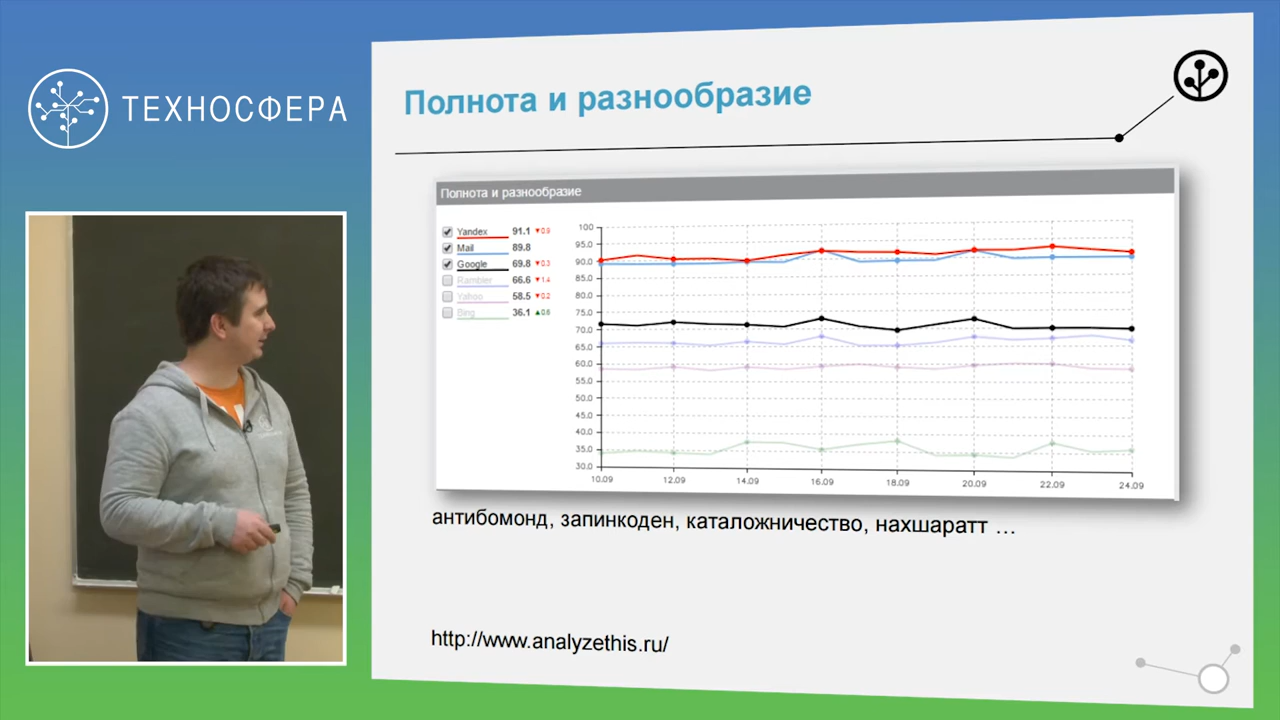 ТЕХНОСФЕРА
Полнота и разнообразие
Полнота и разнообразие
Yandex 91.1 ▼0.9
Mail 89.8
Google 69.8 ▼0.3
Rambler 66.6 ▼1.4
Yahoo 58.5 ▼0.2
Bing 36.1 ▲0.6
100
95.0
90.0
85.0
80.0
75.0
70.0
65.0
60.0
55.0
50.0
45.0
40.0
35.0
30.0
10.09 12.09 14.09 16.09 18.09 20.09 22.09 24.09
антибомонд, запинкоден, каталожничество, нахшаратт ...
http://www.analyzethis.ru/